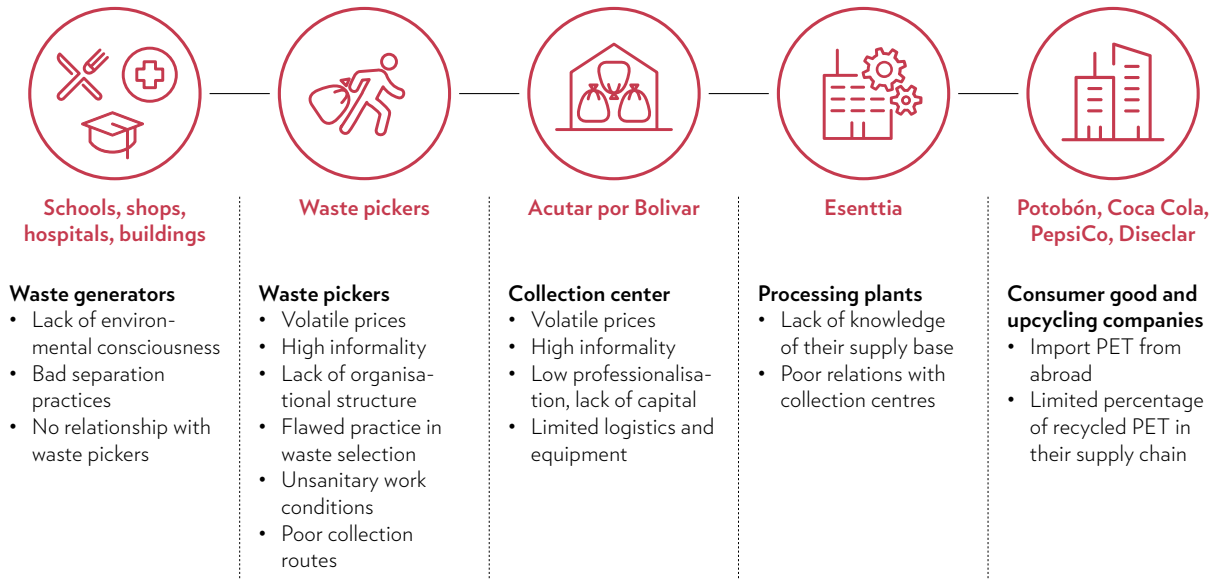 Schools, shops,
hospitals, buildings
Waste generators
• Lack of environ-
mental consciousness
• Bad separation
practices
• No relationship with
waste pickers
Waste pickers
Waste pickers
• Volatile prices
• High informality
• Lack of organisa-
tional structure
• Flawed practice in
waste selection
• Unsanitary work
conditions
• Poor collection
routes
Acutar por Bolivar
Collection center
• Volatile prices
• High informality
• Low professionalisa-
tion, lack of capital
• Limited logistics and
equipment
Esenttia
Processing plants
• Lack of knowledge
of their supply base
• Poor relations with
collection centres
Potobón, Coca Cola,
PepsiCo, Diseclar
Consumer good and
upcycling companies
• Import PET from
abroad
• Limited percentage
of recycled PET in
their supply chain